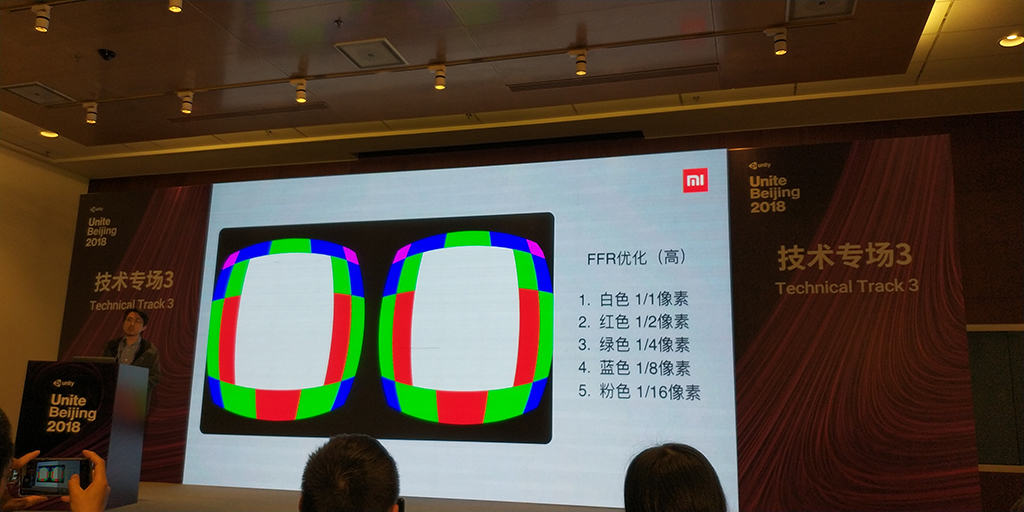 unity
Unite
Beijing
2018
技术专场3
Technical Track 3
unity
Unite
Beijing
2018
mi
FFR优化（高）
1. 白色 1/1像素
2. 红色 1/2像素
3. 绿色 1/4像素
4. 蓝色 1/8像素
5. 粉色 1/16像素
unity
Unite
Beijing
2018
技术专场3
Technical Track 3